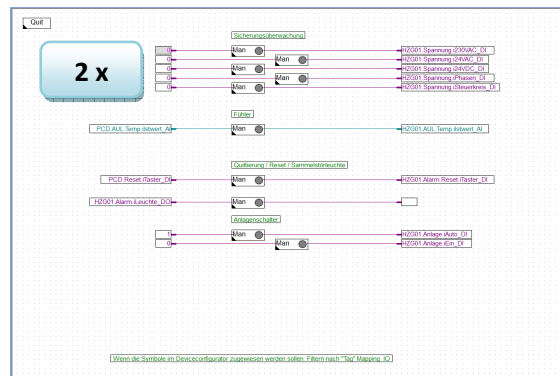 Quit
2 x
Sicherungsüberwachung
0 Man HZG01.Spannung.i230VAC_DI
0 Man HZG01.Spannung.i24VAC_DI
0 Man HZG01.Spannung.i24VDC_DI
0 Man HZG01.Spannung.iPhasen_DI
0 Man HZG01.Spannung.iSteuerkreis_DI
Fühler
PCD.AUL.Temp.iIstwert_AI Man HZG01.AUL.Temp.iIstwert_AI
Quittierung / Reset / Sammelstörleuchte
PCD.Reset.iTaster_DI Man HZG01.Alarm.Reset.iTaster_DI
HZG01.Alarm.iLeuchte_DO Man
Anlagenschalter
1 Man HZG01.Anlage.iAuto_DI
0 Man HZG01.Anlage.iEin_DI
Wenn die Symbole im Deviceconfigurator zugewiesen werden sollen: Filtern nach "Tag" Mapping_IO